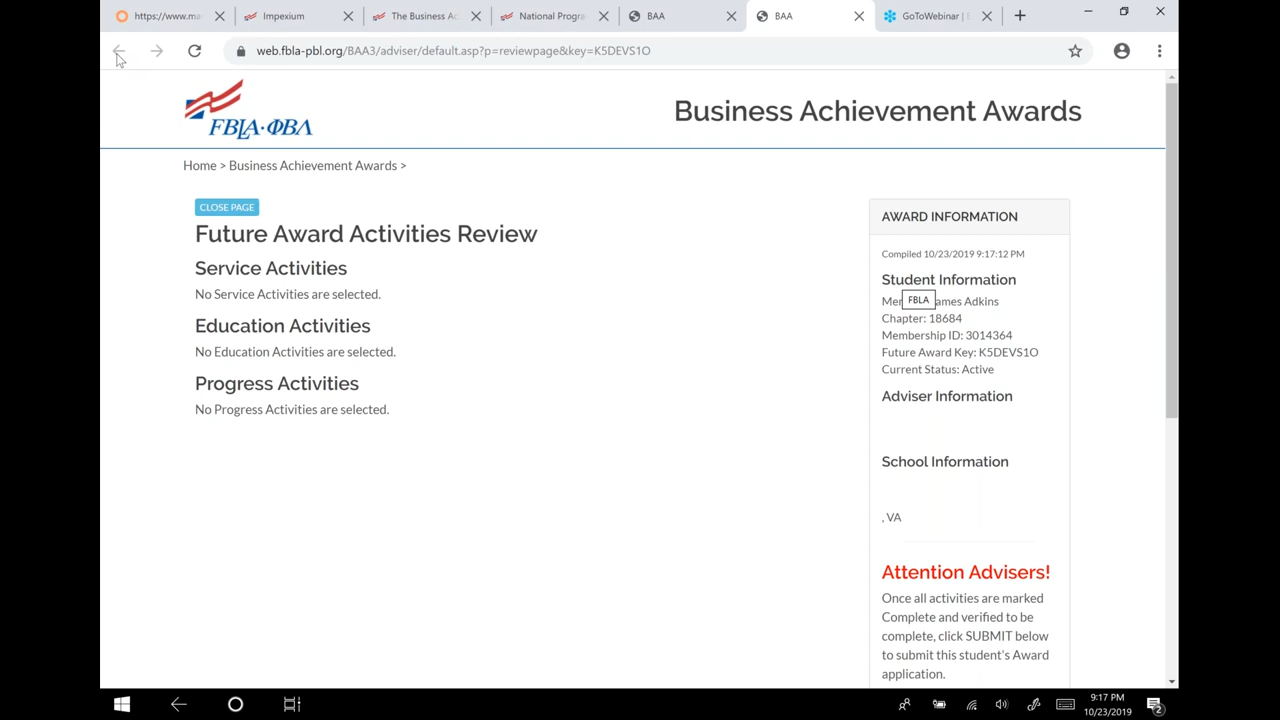 https://www.ma
Impexium
The Business Ac
National Progra
BAA
BAA
GoToWebinar | E
web.fbla-pbl.org/BAA3/adviser/default.asp?p=reviewpage&key=K5DEVS1O
FBLA·ΦBA
Business Achievement Awards
Home > Business Achievement Awards >
CLOSE PAGE
Future Award Activities Review
Service Activities
No Service Activities are selected.
Education Activities
No Education Activities are selected.
Progress Activities
No Progress Activities are selected.
AWARD INFORMATION
Compiled 10/23/2019 9:17:12 PM
Student Information
FBLA
Adkins
Chapter: 18684
Membership ID: 3014364
Future Award Key: K5DEVS1O
Current Status: Active
Adviser Information
School Information
, VA
Attention Advisers!
Once all activities are marked
Complete and verified to be
complete, click SUBMIT below
to submit this student's Award
application.
9:17 PM
10/23/2019
2